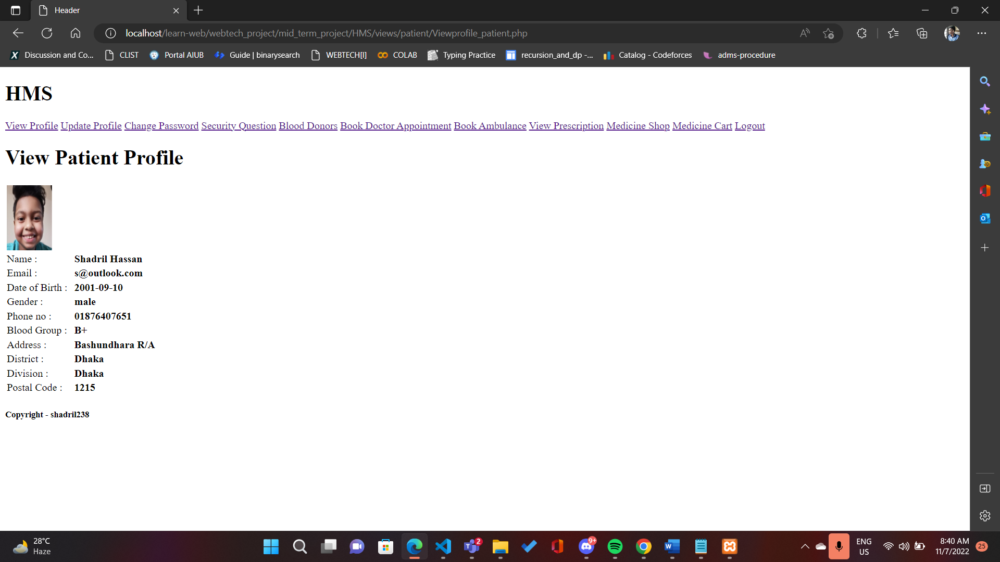 Header
localhost/learn-web/webtech_project/mid_term_project/HMS/views/patient/Viewprofile_patient.php
Discussion and Co... CLIST Portal AIUB Guide | binarysearch WEBTECH[I] COLAB Typing Practice recursion_and_dp -... Catalog - Codeforces adms-procedure
HMS
View Profile Update Profile Change Password Security Question Blood Donors Book Doctor Appointment Book Ambulance View Prescription Medicine Shop Medicine Cart Logout
View Patient Profile
Name : Shadril Hassan
Email : s@outlook.com
Date of Birth : 2001-09-10
Gender : male
Phone no : 01876407651
Blood Group : B+
Address : Bashundhara R/A
District : Dhaka
Division : Dhaka
Postal Code : 1215
Copyright - shadril238
28°C
Haze
2
9+
ENG
US
8:40 AM
11/7/2022
25